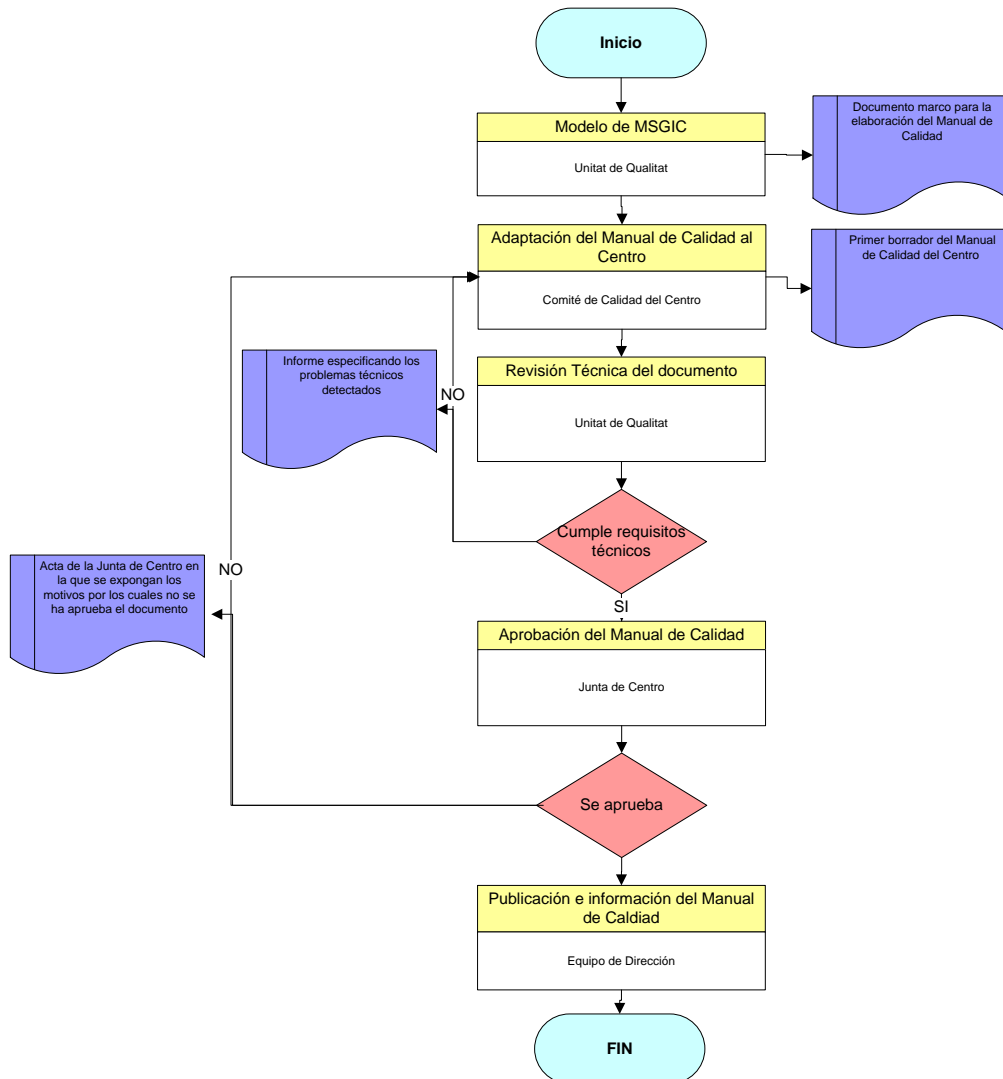 Inicio
Modelo de MSGIC
Unitat de Qualitat
Documento marco para la
elaboración del Manual de
Calidad
Adaptación del Manual de Calidad al
Centro
Comité de Calidad del Centro
Primer borrador del Manual
de Calidad del Centro
Revisión Técnica del documento
Unitat de Qualitat
Informe especificando los
problemas técnicos
detectados
NO
Cumple requisitos
técnicos
SI
Acta de la Junta de Centro en
la que se expongan los
motivos por los cuales no se
ha aprueba el documento
NO
Aprobación del Manual de Calidad
Junta de Centro
Se aprueba
Publicación e información del Manual
de Caldiad
Equipo de Dirección
FIN